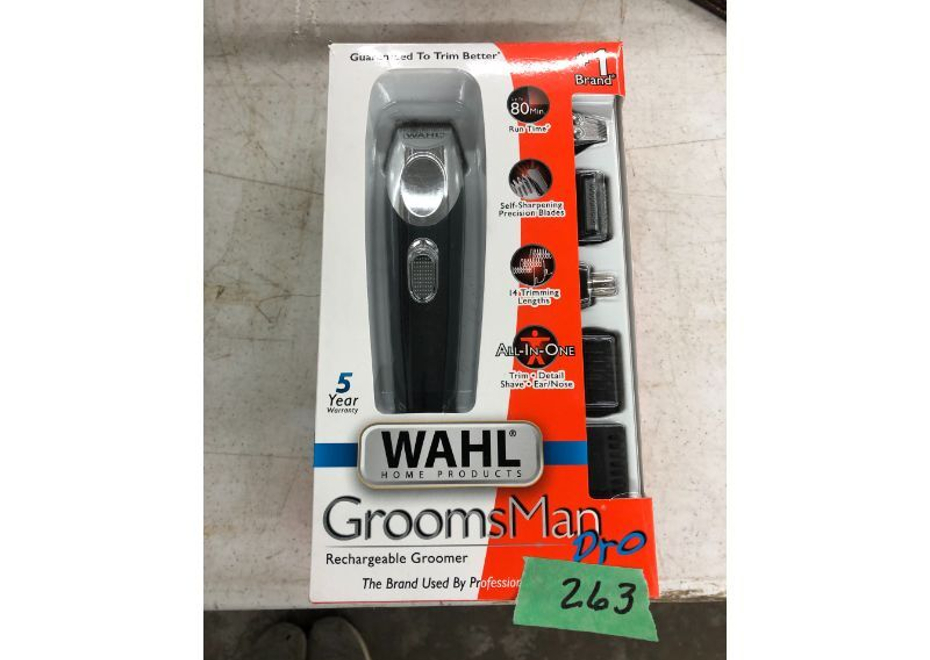 Guaranteed To Trim Better*
#1
Brand*
WAHL
80 Min.
Run Time*
Self-Sharpening
Precision Blades
14 Trimming
Lengths
ALL-IN-ONE
Trim • Detail
Shave • Ear/Nose
5
Year
Warranty
WAHL®
HOME PRODUCTS
GroomsMan®
Pro
Rechargeable Groomer
The Brand Used By
263